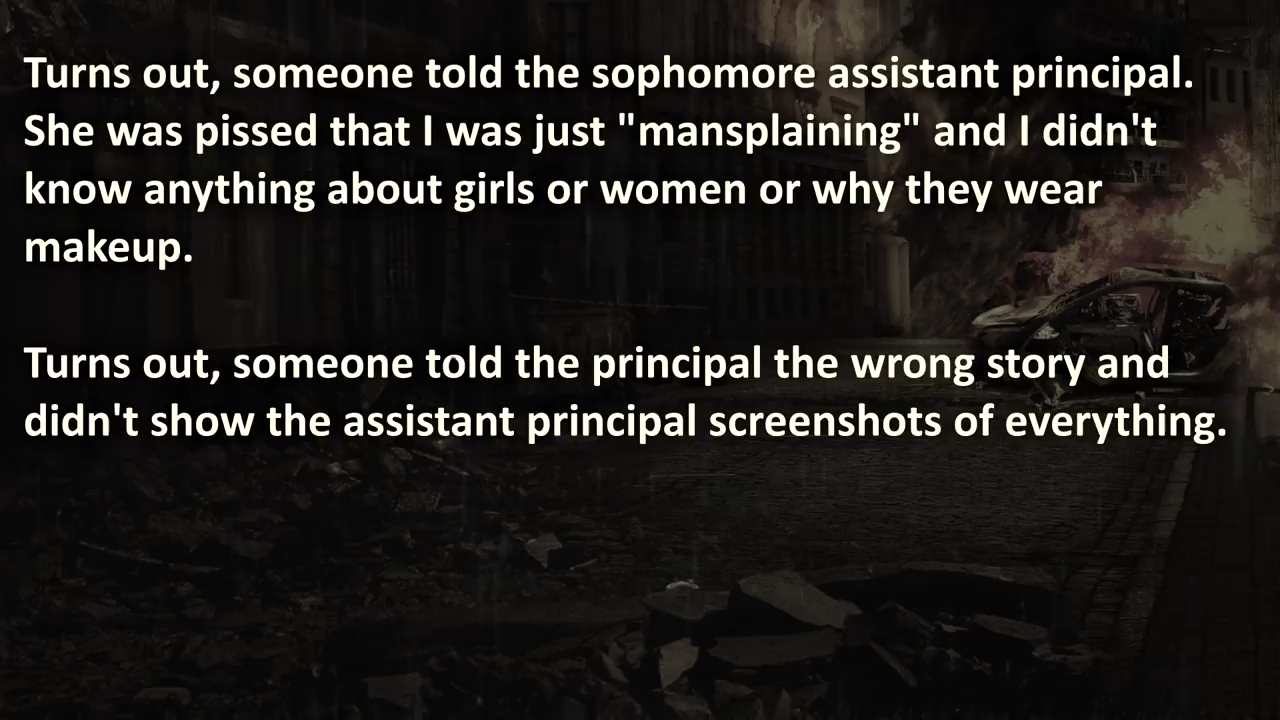 Turns out, someone told the sophomore assistant principal.
She was pissed that I was just "mansplaining" and I didn't
know anything about girls or women or why they wear
makeup.
Turns out, someone told the principal the wrong story and
didn't show the assistant principal screenshots of everything.